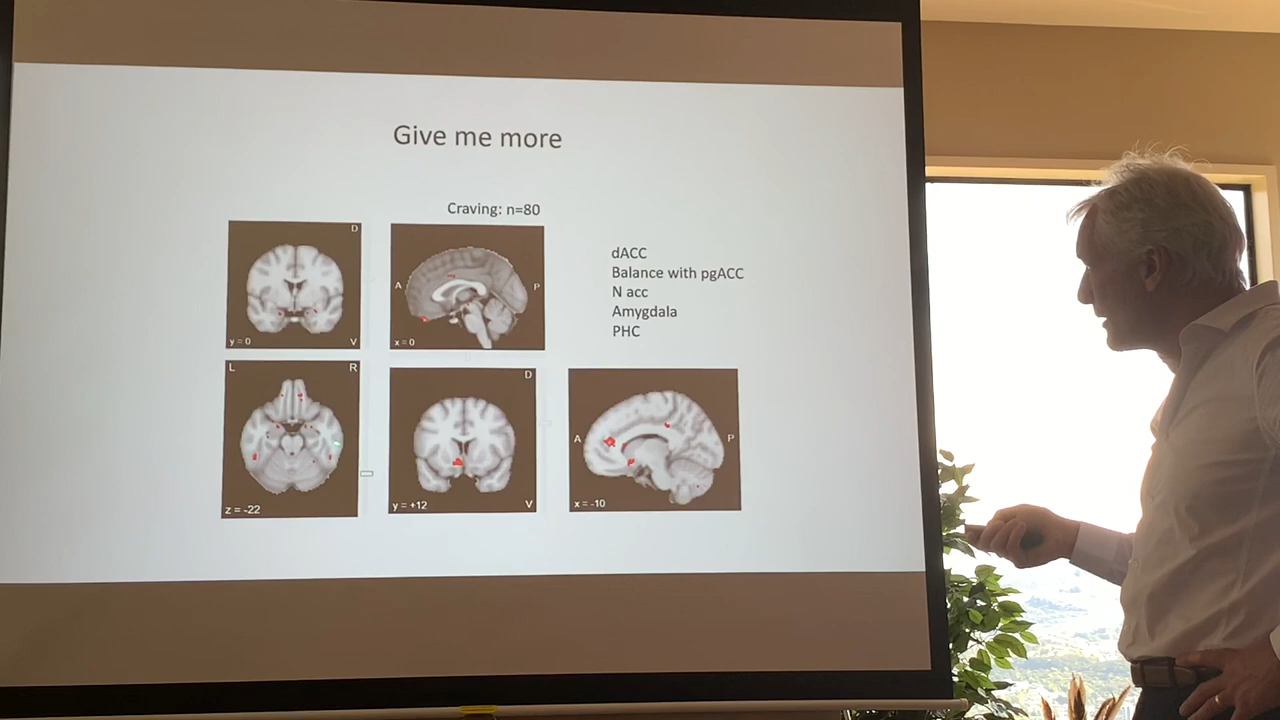 Give me more
Craving: n=80
D
y = 0
V
A
P
x = 0
dACC
Balance with pgACC
N acc
Amygdala
PHC
L
R
z = -22
D
y = +12
V
A
P
x = -10